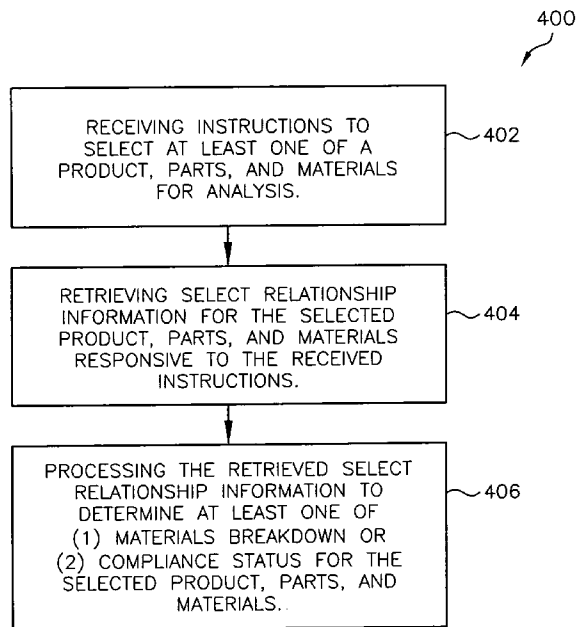 400
RECEIVING INSTRUCTIONS TO
SELECT AT LEAST ONE OF A
PRODUCT, PARTS, AND MATERIALS
FOR ANALYSIS.
402
RETRIEVING SELECT RELATIONSHIP
INFORMATION FOR THE SELECTED
PRODUCT, PARTS, AND MATERIALS
RESPONSIVE TO THE RECEIVED
INSTRUCTIONS.
404
PROCESSING THE RETRIEVED SELECT
RELATIONSHIP INFORMATION TO
DETERMINE AT LEAST ONE OF
(1) MATERIALS BREAKDOWN OR
(2) COMPLIANCE STATUS FOR THE
SELECTED PRODUCT, PARTS, AND
MATERIALS.
406